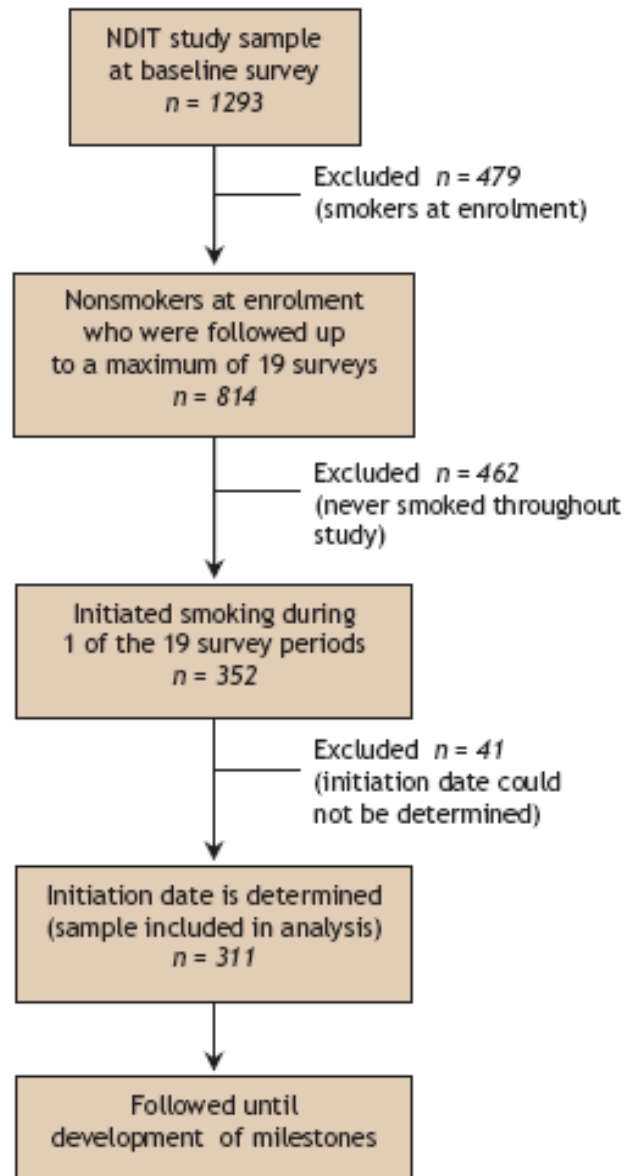 NDIT study sample
at baseline survey
n = 1293
Excluded n = 479
(smokers at enrolment)
Nonsmokers at enrolment
who were followed up
to a maximum of 19 surveys
n = 814
Excluded n = 462
(never smoked throughout
study)
Initiated smoking during
1 of the 19 survey periods
n = 352
Excluded n = 41
(initiation date could
not be determined)
Initiation date is determined
(sample included in analysis)
n = 311
Followed until
development of milestones